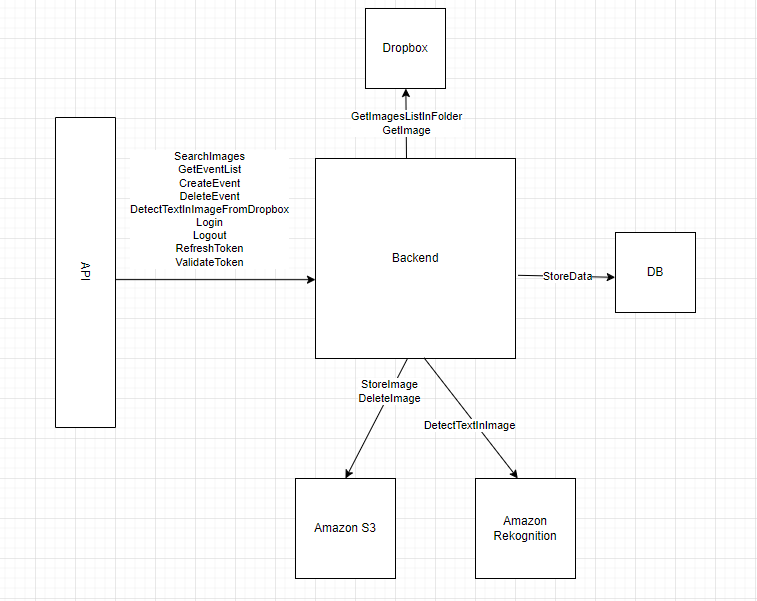 Dropbox
GetImagesListInFolder
GetImage
SearchImages
GetEventList
CreateEvent
DeleteEvent
DetectTextInImageFromDropbox
Login
Logout
RefreshToken
ValidateToken
API
Backend
StoreData
DB
StoreImage
DeleteImage
DetectTextInImage
Amazon S3
Amazon
Rekognition